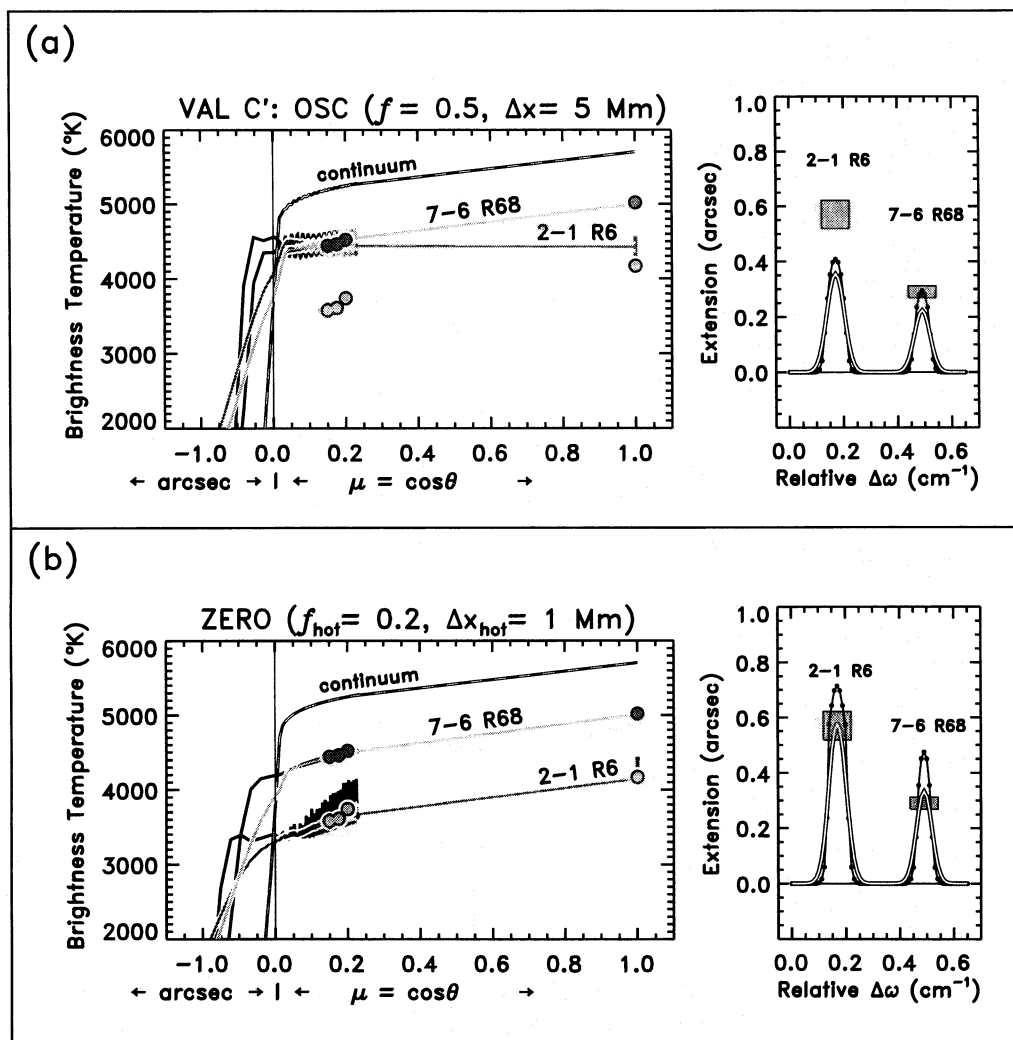 (a)
VAL C': OSC (f = 0.5, Δx= 5 Mm)
Brightness Temperature (°K)
6000
5000
4000
3000
2000
continuum
7-6 R68
2-1 R6
-1.0 0.0 0.2 0.4 0.6 0.8 1.0
← arcsec → | ← μ = cosθ →
Extension (arcsec)
1.0
0.8
0.6
0.4
0.2
0.0
2-1 R6
7-6 R68
0.0 0.2 0.4 0.6
Relative Δω (cm⁻¹)
(b)
ZERO (f_hot= 0.2, Δx_hot= 1 Mm)
Brightness Temperature (°K)
6000
5000
4000
3000
2000
continuum
7-6 R68
2-1 R6
-1.0 0.0 0.2 0.4 0.6 0.8 1.0
← arcsec → | ← μ = cosθ →
Extension (arcsec)
1.0
0.8
0.6
0.4
0.2
0.0
2-1 R6
7-6 R68
0.0 0.2 0.4 0.6
Relative Δω (cm⁻¹)